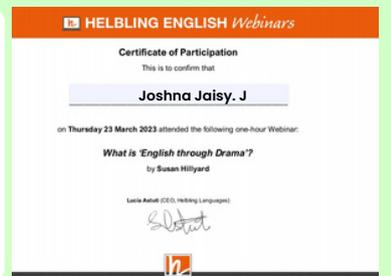 HELBLING ENGLISH Webinars
Certificate of Participation
This is to confirm that
Joshna Jaisy. J
on Thursday 23 March 2023 attended the following one-hour Webinar:
What is 'English through Drama'?
by Susan Hillyard
Lucia Astuti (CEO, Helbling Languages)